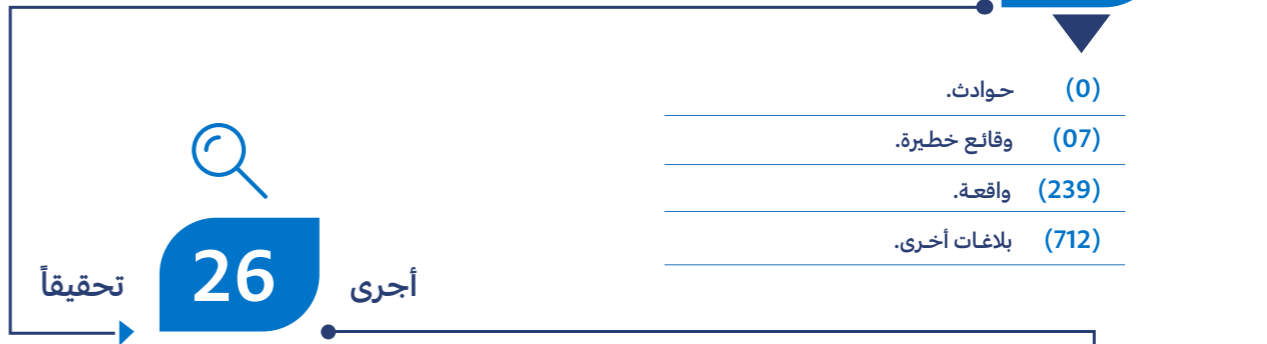 (0) حوادث.
(07) وقائع خطيرة.
(239) واقعة.
(712) بلاغات أخرى.
أجرى 26 تحقيقاً